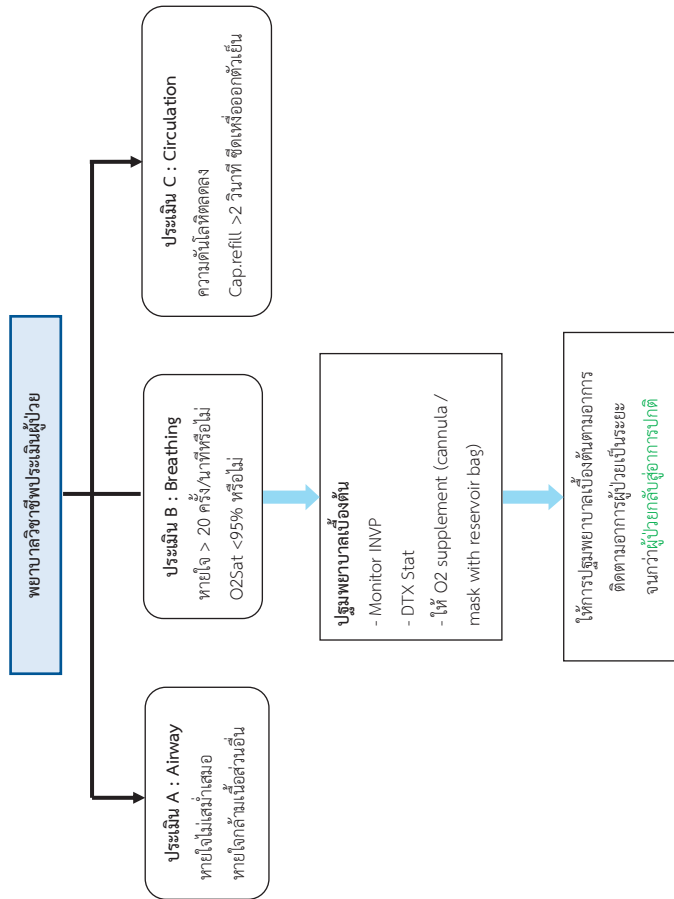 พยาบาลวิชาชีพประเมินผู้ป่วย
ประเมิน A : Airway
หายใจไม่เสม่ำเสมอ
หายใจกล้ามเนื้อส่วนอื่น
ประเมิน B : Breathing
หายใจ > 20 ครั้ง/นาทีหรือไม่
O2Sat <95% หรือไม่
ประเมิน C : Circulation
ความดันโลหิตลดลง
Cap.refill >2 วินาที ซีดเหงื่อออกตัวเย็น
ปฐมพยาบาลเบื้องต้น
- Monitor INVP
- DTX Stat
- ให้ O2 supplement (cannula /
mask with reservoir bag)
ให้การปฐมพยาบาลเบื้องต้นตามอาการ
ติดตามอาการผู้ป่วยเป็นระยะ
จนกว่าผู้ป่วยกลับสู่อาการปกติ